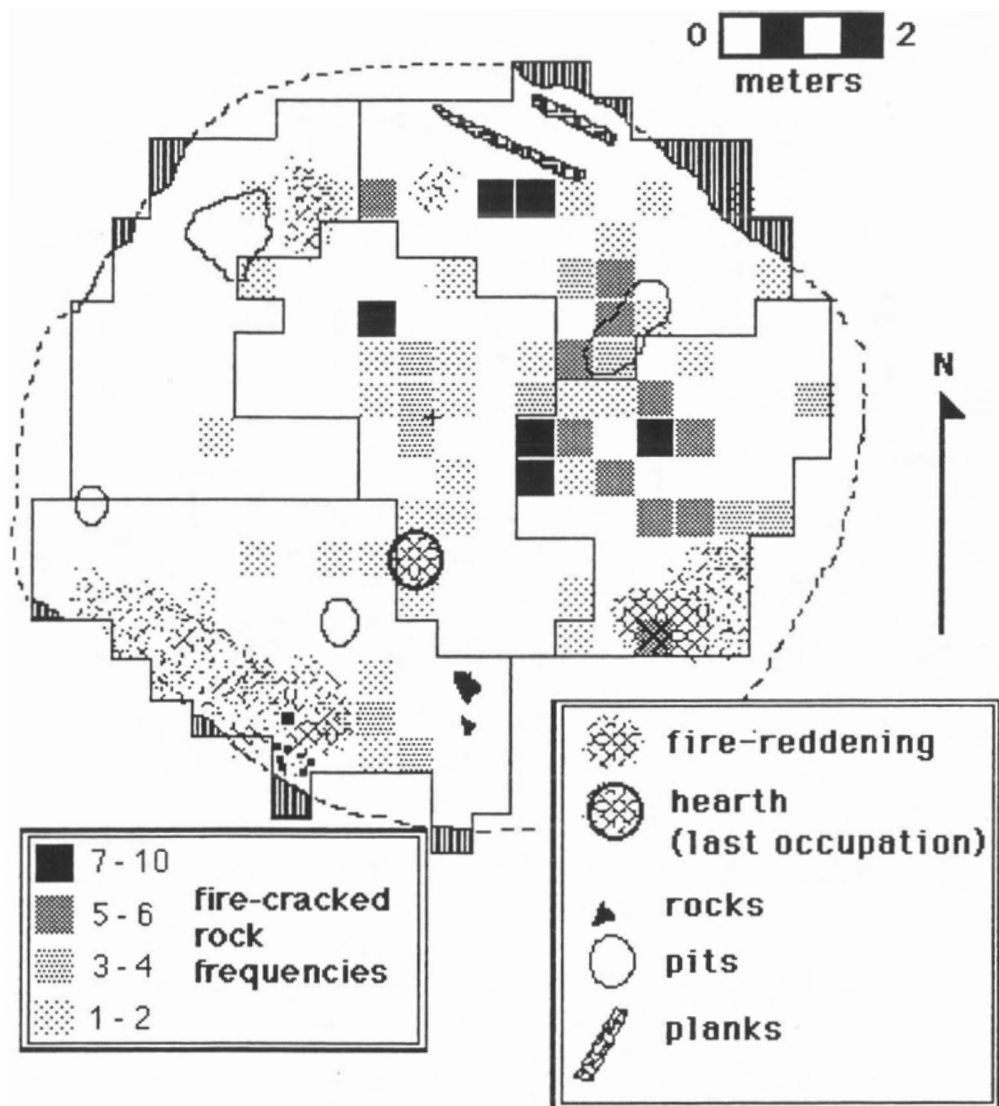 0 2
meters
N
fire-reddening
hearth
(last occupation)
rocks
pits
planks
7 - 10
5 - 6
3 - 4
1 - 2
fire-cracked
rock
frequencies